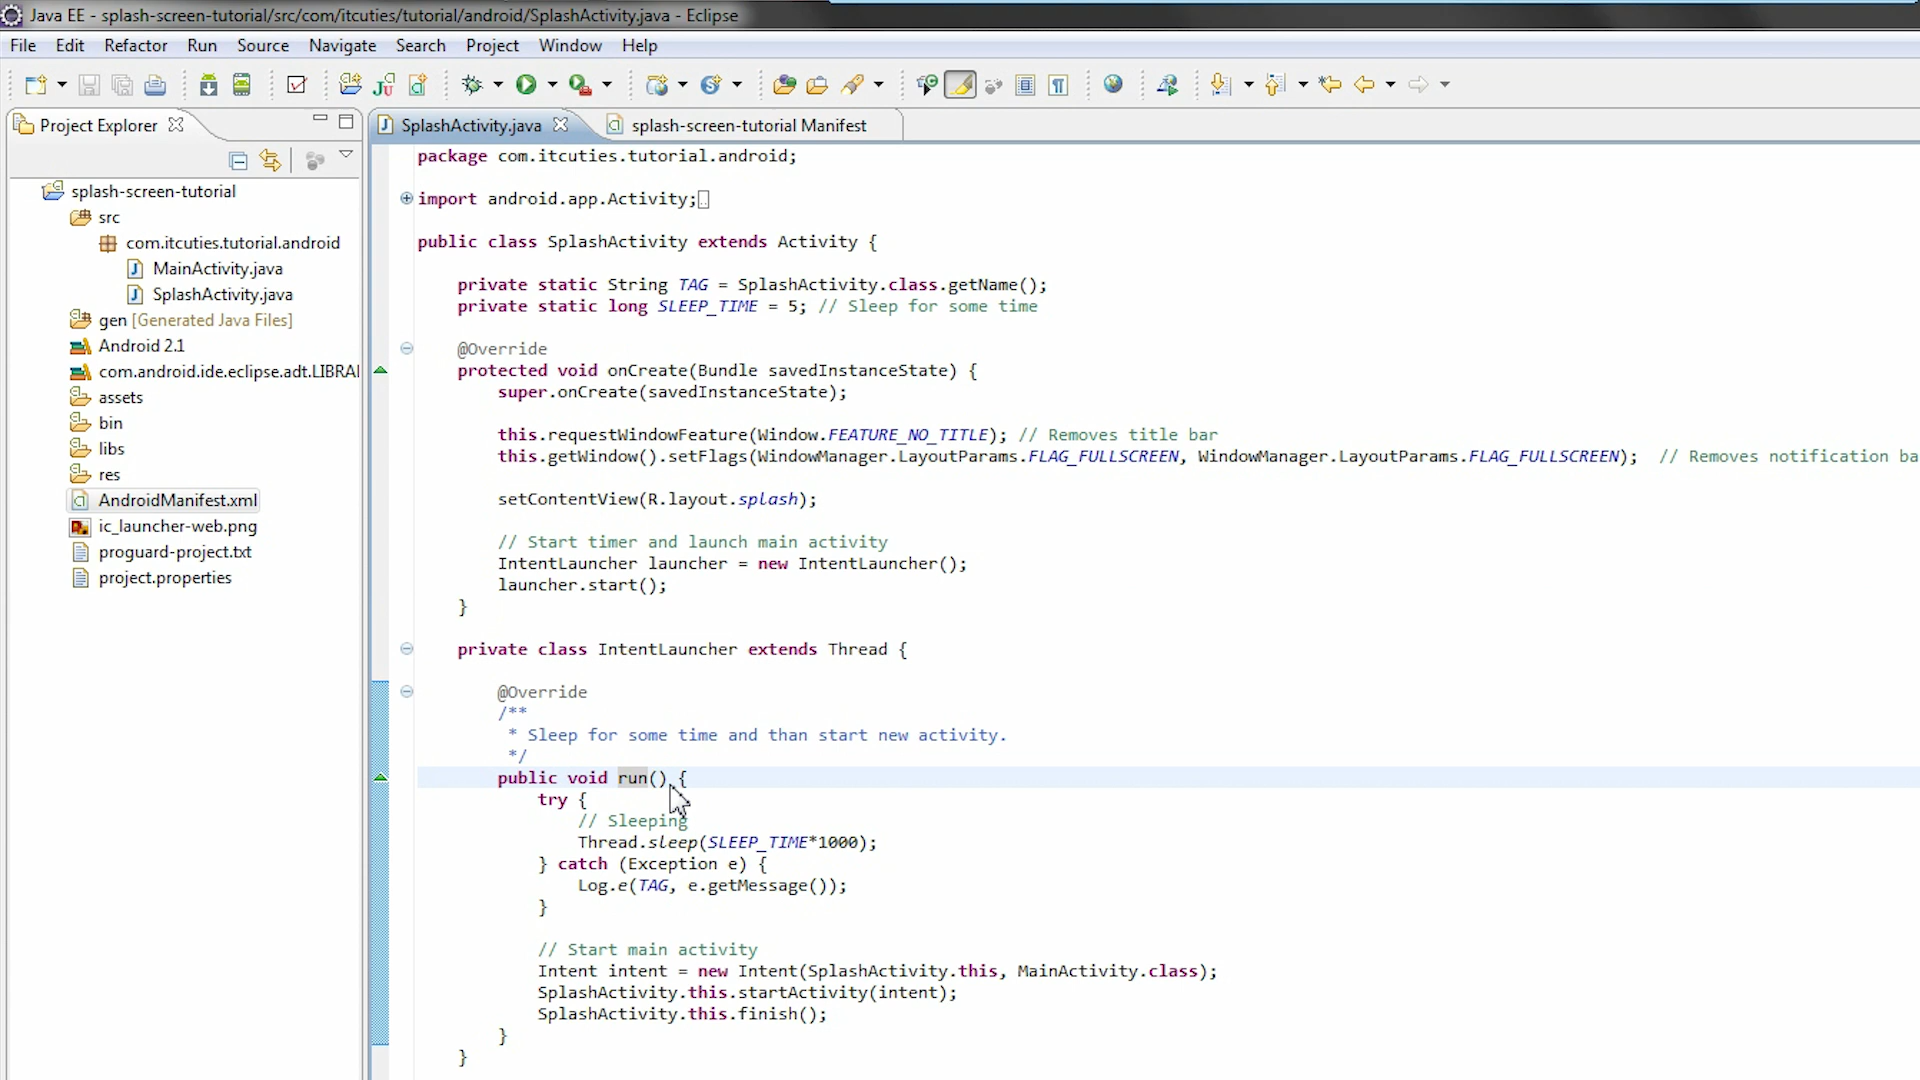 Java EE - splash-screen-tutorial/src/com/itcuties/tutorial/android/SplashActivity.java - Eclipse
File Edit Refactor Run Source Navigate Search Project Window Help
Project Explorer
SplashActivity.java
splash-screen-tutorial Manifest
splash-screen-tutorial
src
com.itcuties.tutorial.android
MainActivity.java
SplashActivity.java
gen [Generated Java Files]
Android 2.1
com.android.ide.eclipse.adt.LIBRA
assets
bin
libs
res
AndroidManifest.xml
ic_launcher-web.png
proguard-project.txt
project.properties
package com.itcuties.tutorial.android;
import android.app.Activity;
public class SplashActivity extends Activity {
private static String TAG = SplashActivity.class.getName();
private static long SLEEP_TIME = 5; // Sleep for some time
@Override
protected void onCreate(Bundle savedInstanceState) {
super.onCreate(savedInstanceState);
this.requestWindowFeature(Window.FEATURE_NO_TITLE); // Removes title bar
this.getWindow().setFlags(WindowManager.LayoutParams.FLAG_FULLSCREEN, WindowManager.LayoutParams.FLAG_FULLSCREEN); // Removes notification ba
setContentView(R.layout.splash);
// Start timer and launch main activity
IntentLauncher launcher = new IntentLauncher();
launcher.start();
}
private class IntentLauncher extends Thread {
@Override
/**
* Sleep for some time and than start new activity.
*/
public void run() {
try {
// Sleeping
Thread.sleep(SLEEP_TIME*1000);
} catch (Exception e) {
Log.e(TAG, e.getMessage());
}
// Start main activity
Intent intent = new Intent(SplashActivity.this, MainActivity.class);
SplashActivity.this.startActivity(intent);
SplashActivity.this.finish();
}
}